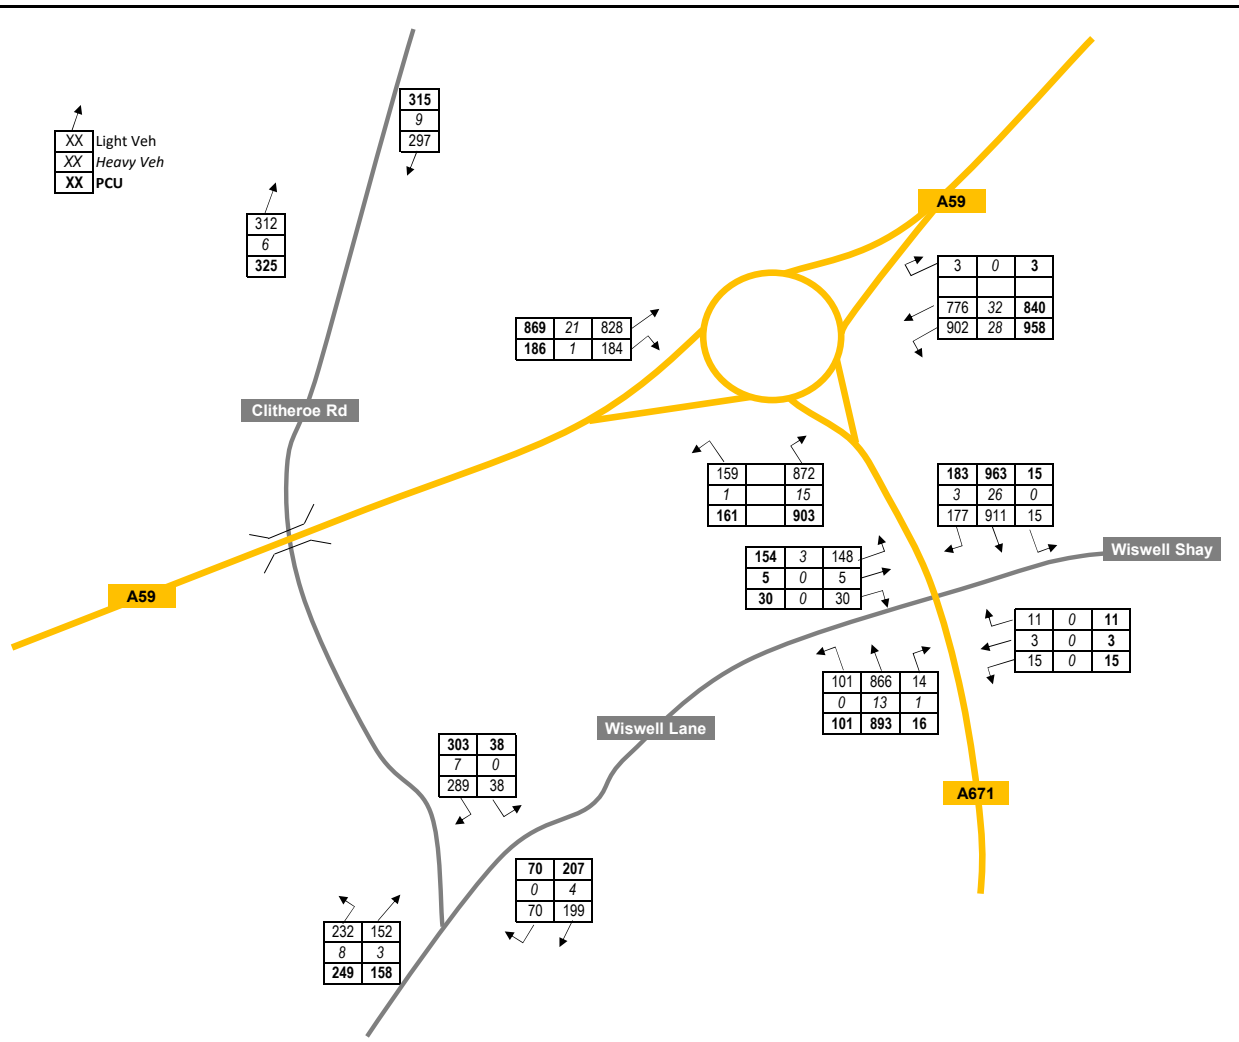 315
9
297
XX Light Veh
XX Heavy Veh
XX PCU
A59
312
6
325
3 0 3
776 32 840
902 28 958
869 21 828
186 1 184
Clitheroe Rd
159 872
1 15
161 903
183 963 15
3 26 0
177 911 15
Wiswell Shay
154 3 148
5 0 5
30 0 30
A59
11 0 11
3 0 3
15 0 15
101 866 14
0 13 1
101 893 16
Wiswell Lane
303 38
7 0
289 38
A671
70 207
0 4
70 199
232 152
8 3
249 158